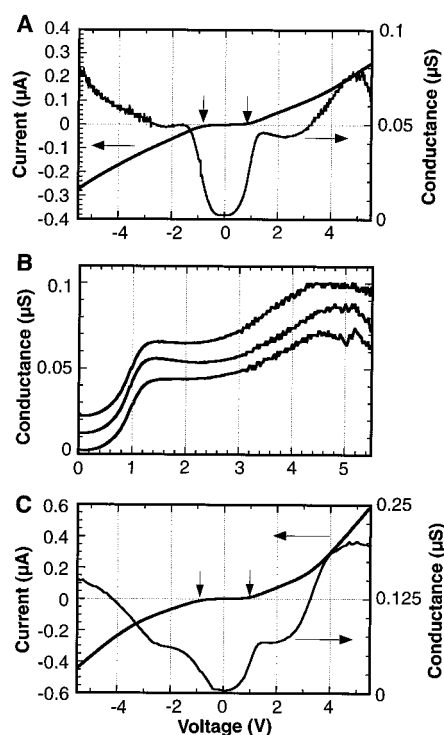 A
0.4
0.3
0.2
0.1
0
-0.1
-0.2
-0.3
-0.4
Current (µA)
0.1
0.05
0
Conductance (µS)
-4 -2 0 2 4
B
0.1
0.05
0
Conductance (µS)
0 1 2 3 4 5
C
0.6
0.4
0.2
0
-0.2
-0.4
-0.6
Current (µA)
0.25
0.125
0
Conductance (µS)
-4 -2 0 2 4
Voltage (V)